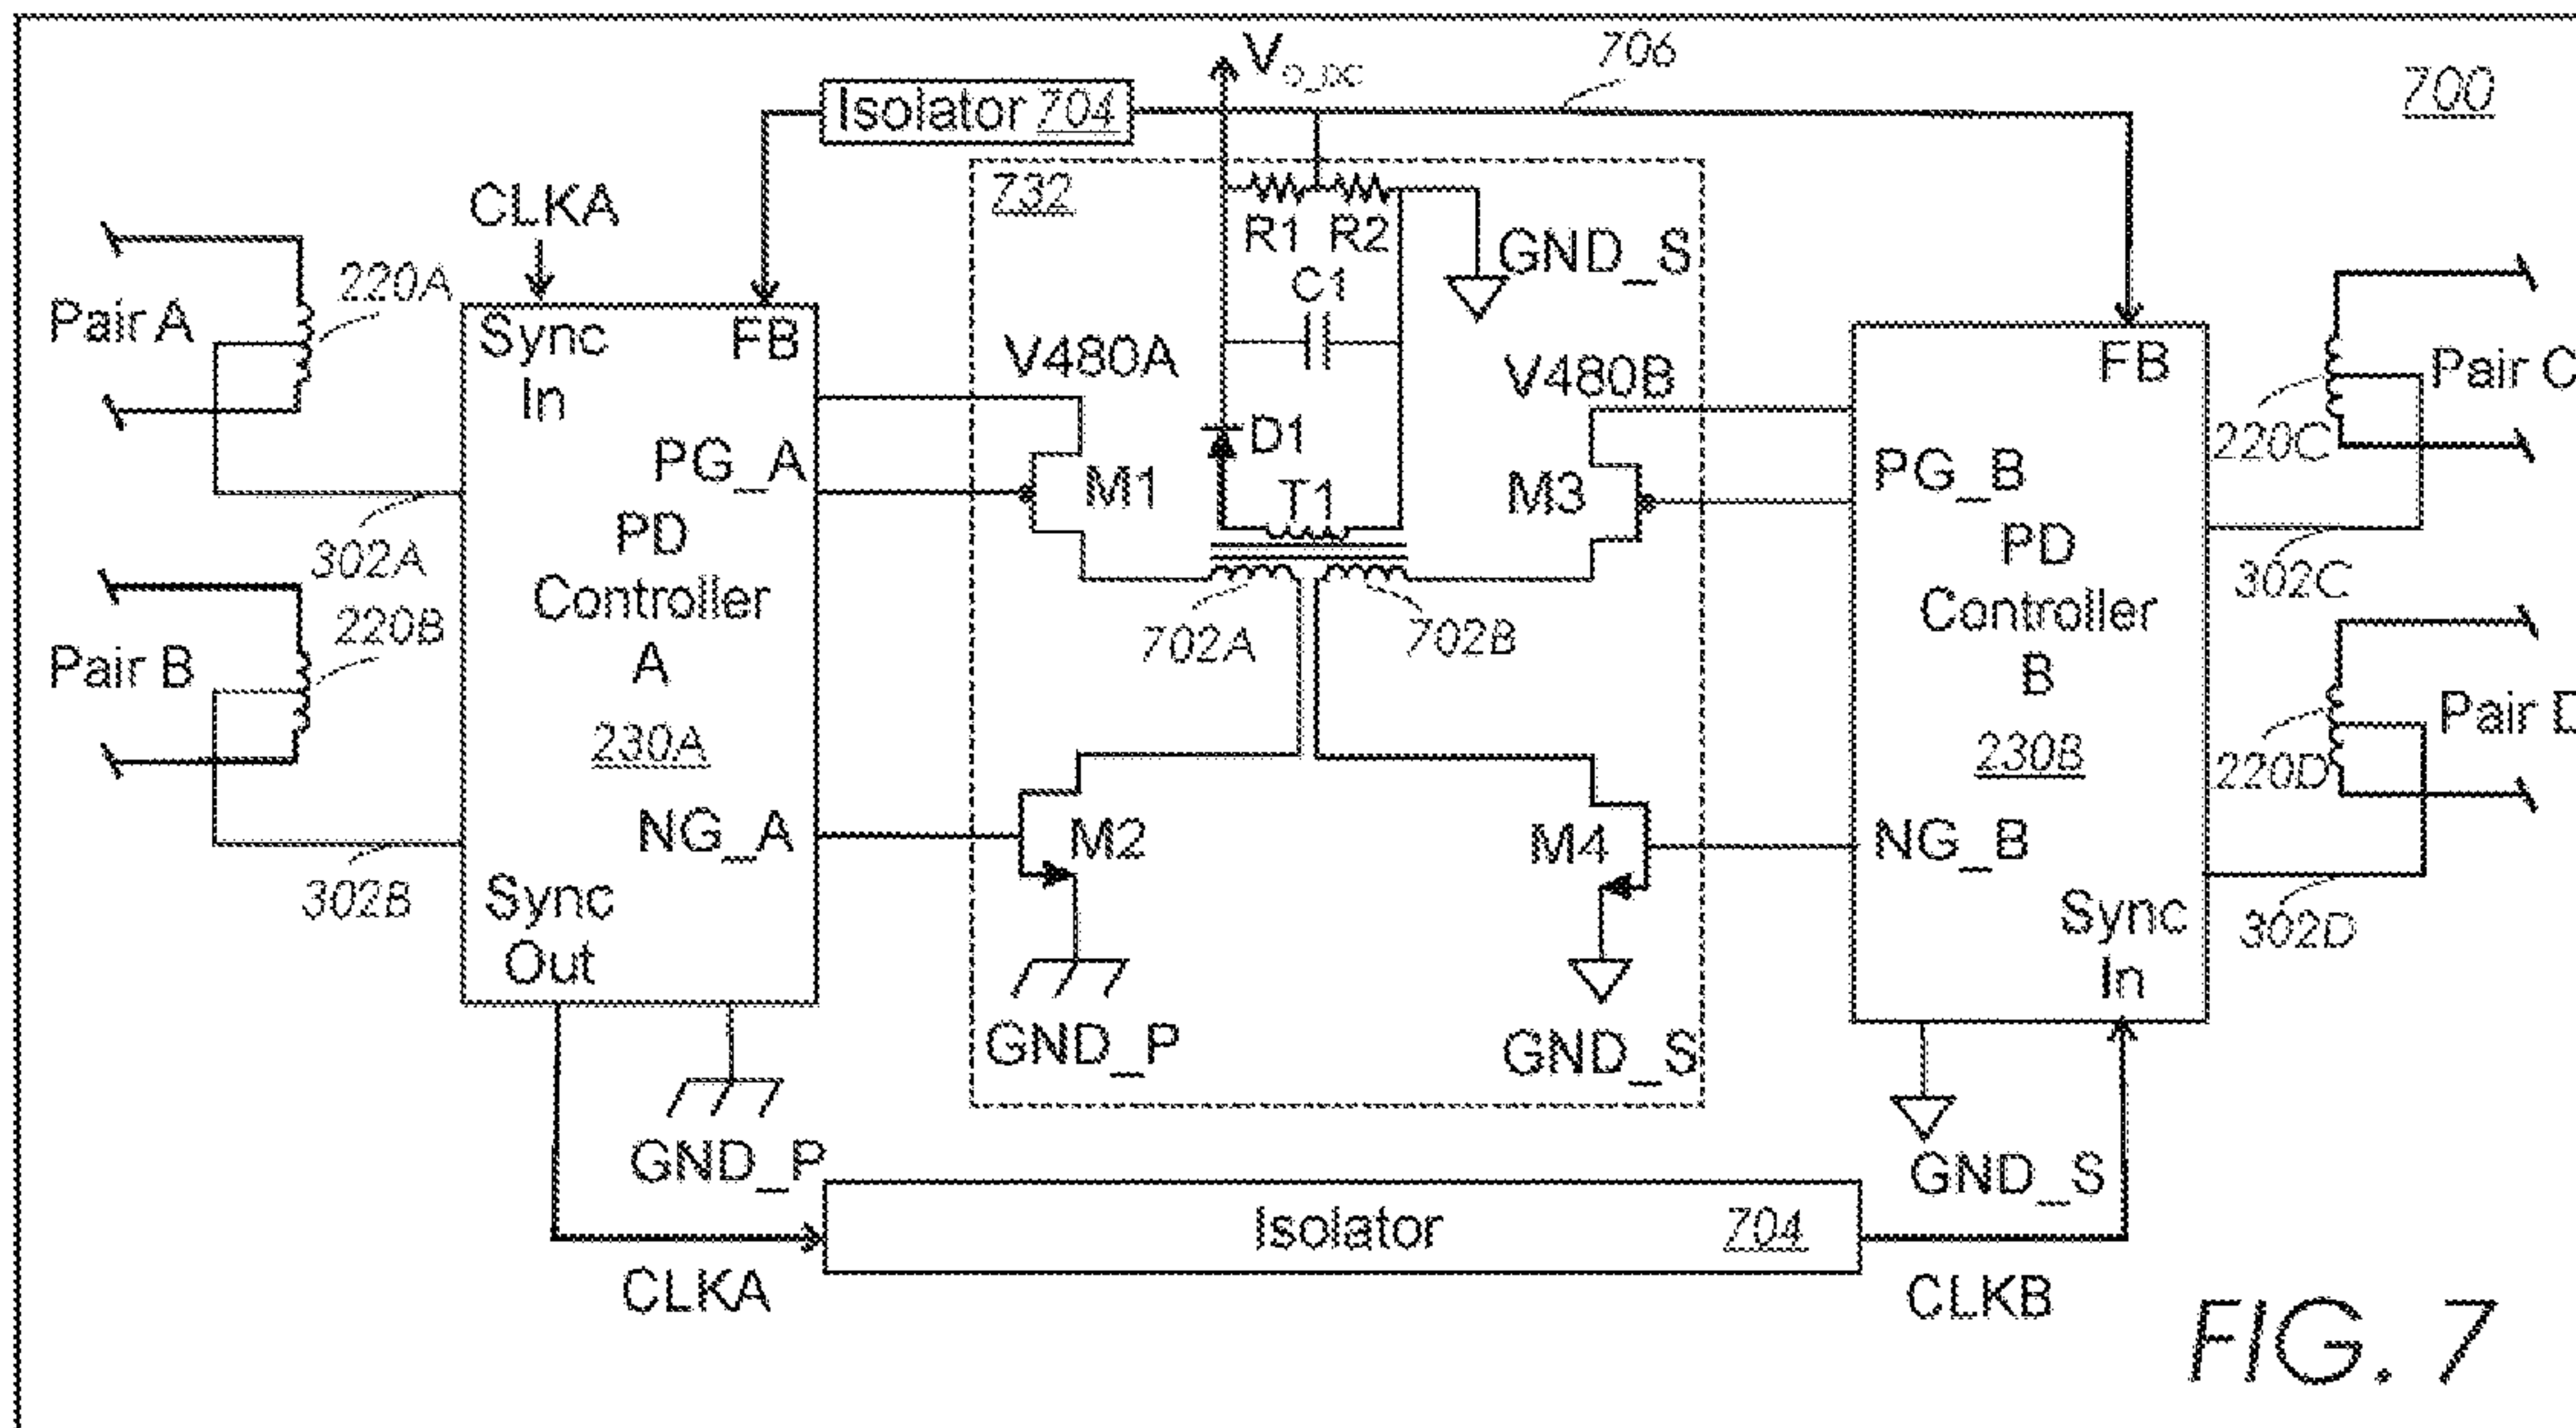 706
700
Isolator 704
732
CLKA
R1 R2
GND_S
C1
220A
Pair A
Sync
In
FB
V480A
V480B
FB
Pair C
D1
220C
PG_A
M1
T1
M3
PG_B
302A
PD
Controller
A
230A
PD
Controller
B
230B
302C
220B
702A
702B
Pair B
Pair D
220D
NG_A
M2
M4
NG_B
302B
Sync
Out
Sync
In
302D
GND_P
GND_S
GND_P
GND_S
Isolator 704
CLKA
CLKB
FIG. 7